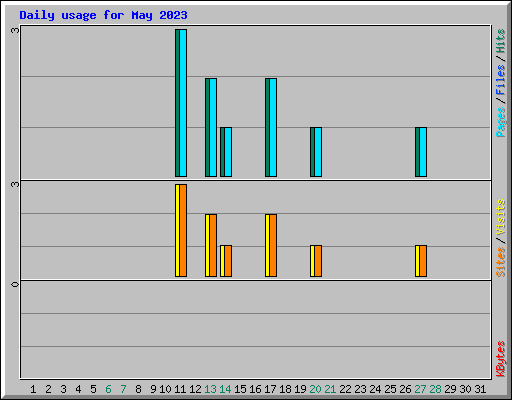 Daily usage for May 2023
3
Pages/Files/Hits
3
Sites/Visits
0
KBytes
1 2 3 4 5 6 7 8 9 10 11 12 13 14 15 16 17 18 19 20 21 22 23 24 25 26 27 28 29 30 31